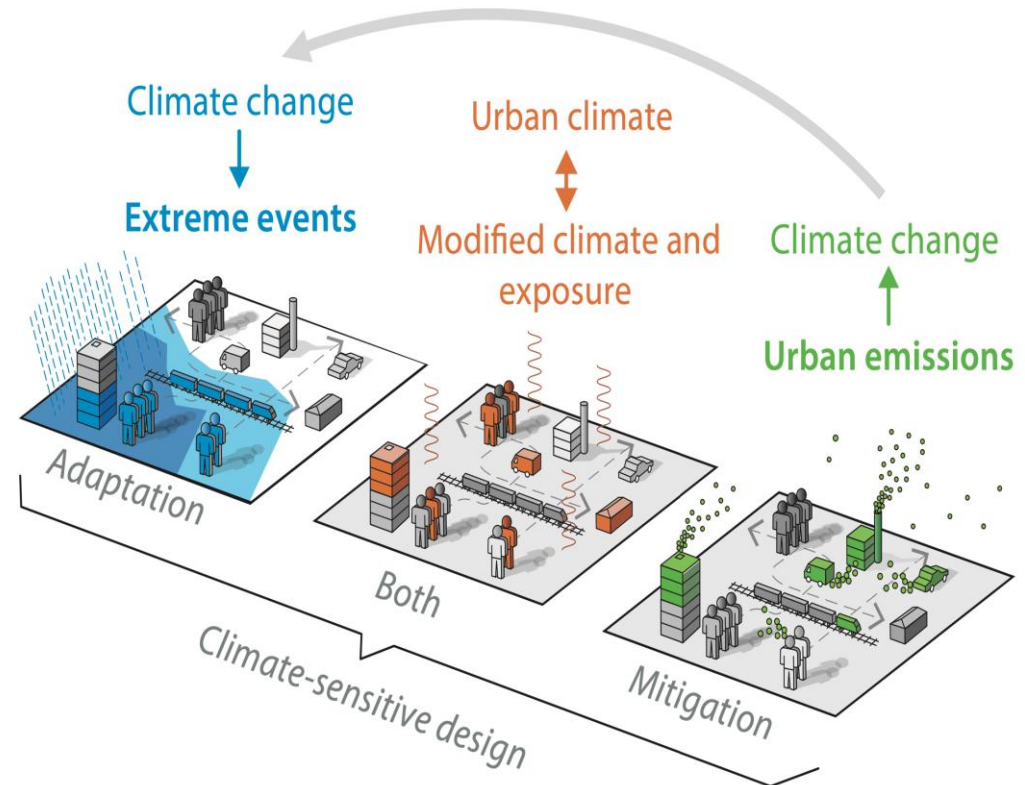 Climate change
Extreme events
Urban climate
Modified climate and
exposure
Climate change
Urban emissions
Adaptation
Both
Mitigation
Climate-sensitive design